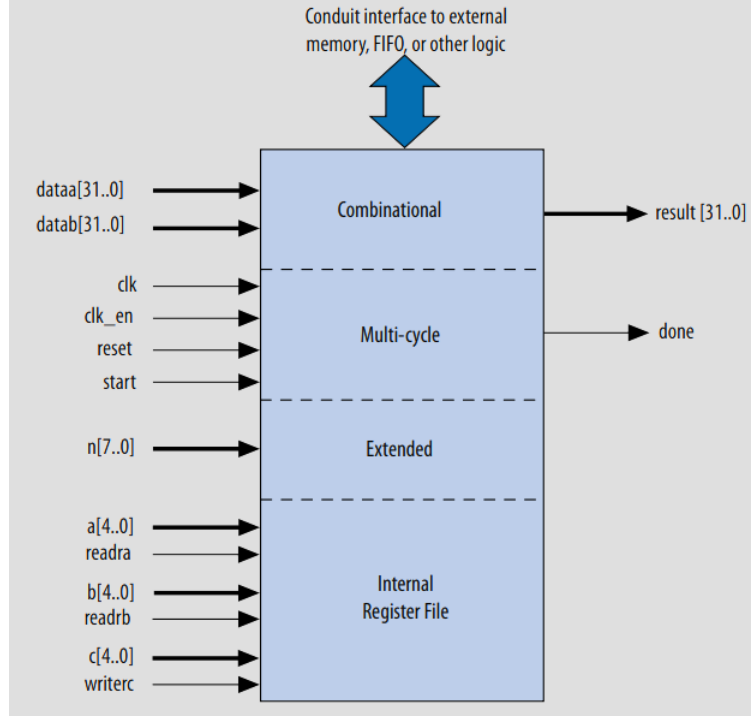 Conduit interface to external
memory, FIFO, or other logic
dataa[31..0]
datab[31..0]
Combinational
result [31..0]
clk
clk_en
reset
start
Multi-cycle
done
n[7..0]
Extended
a[4..0]
readra
b[4..0]
readrb
c[4..0]
writerc
Internal
Register File